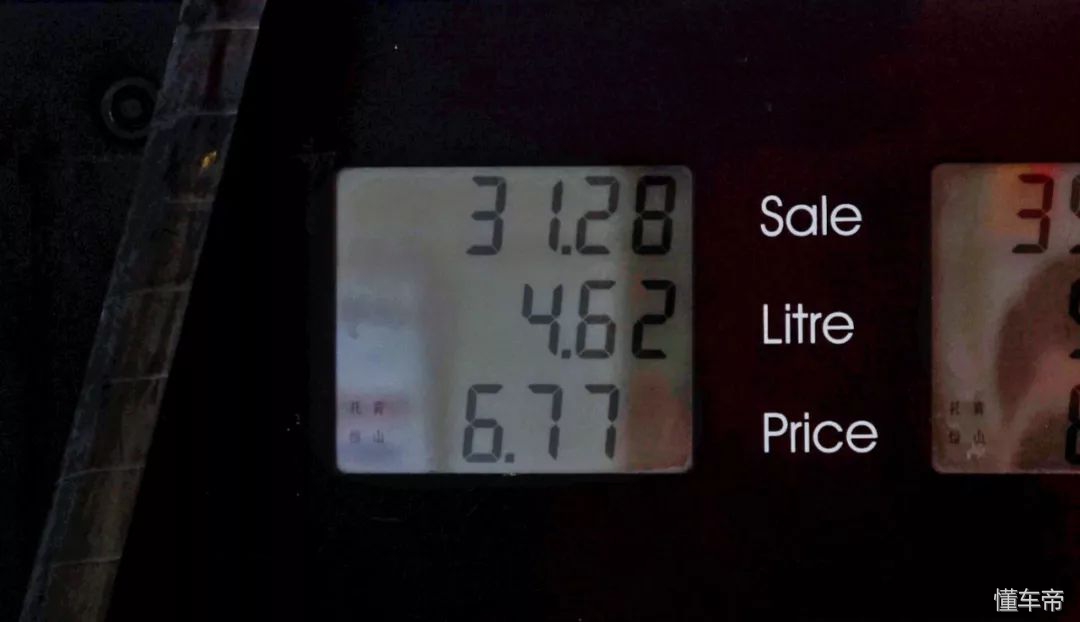 31.28 Sale
4.62 Litre
6.77 Price
懂车帝